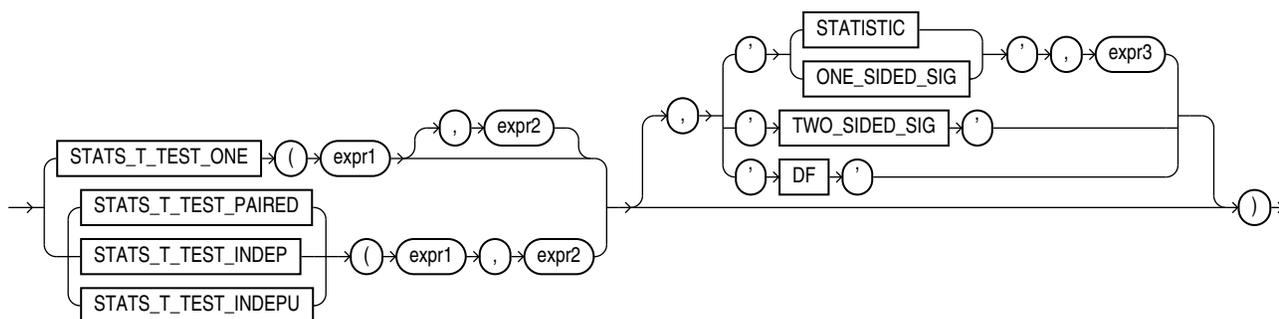 STATISTIC
' ' , expr3
ONE_SIDED_SIG
, expr2 , ' TWO_SIDED_SIG '
STATS_T_TEST_ONE ( expr1 ' DF '
STATS_T_TEST_PAIRED )
STATS_T_TEST_INDEP ( expr1 , expr2
STATS_T_TEST_INDEPU